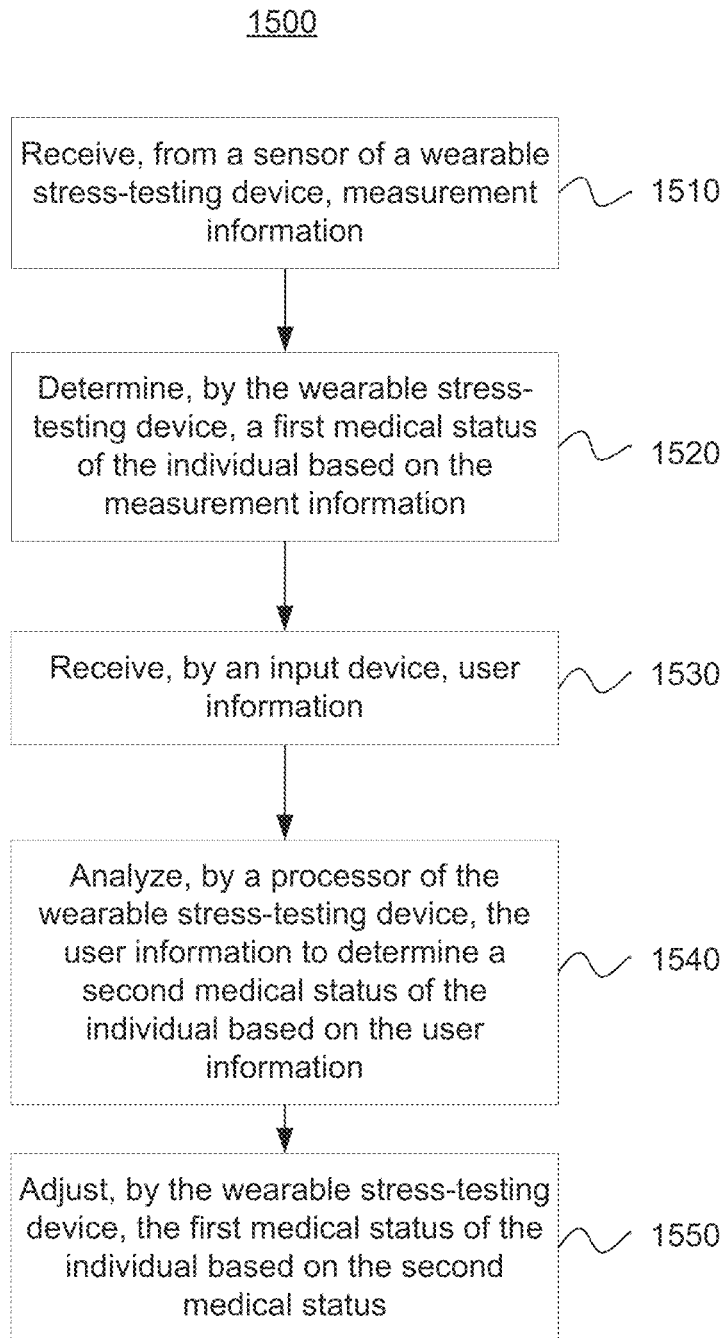 1500
Receive, from a sensor of a wearable
stress-testing device, measurement
information
1510
Determine, by the wearable stress-
testing device, a first medical status
of the individual based on the
measurement information
1520
Receive, by an input device, user
information
1530
Analyze, by a processor of the
wearable stress-testing device, the
user information to determine a
second medical status of the
individual based on the user
information
1540
Adjust, by the wearable stress-testing
device, the first medical status of the
individual based on the second
medical status
1550